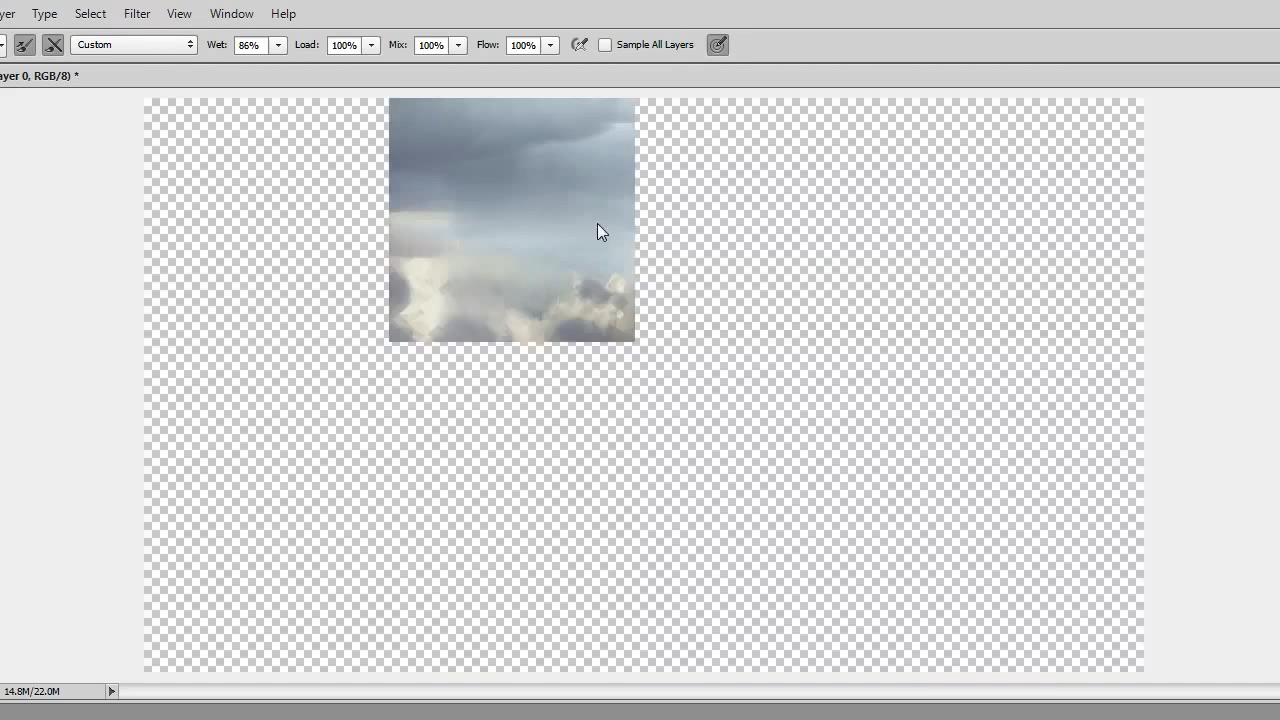 yer Type Select Filter View Window Help
Custom Wet: 86% Load: 100% Mix: 100% Flow: 100% Sample All Layers
ayer 0, RGB/8) *
14.8M/22.0M